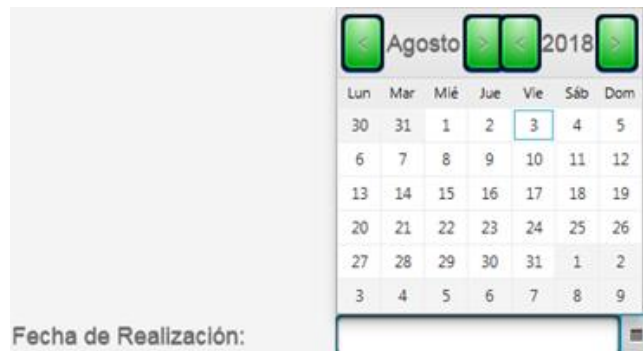 < Agosto > < 2018 >
Lun Mar Mié Jue Vie Sáb Dom
30 31 1 2 3 4 5
6 7 8 9 10 11 12
13 14 15 16 17 18 19
20 21 22 23 24 25 26
27 28 29 30 31 1 2
3 4 5 6 7 8 9
Fecha de Realización: